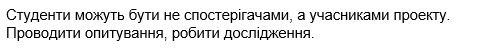 Студенти можуть бути не спостерігачами, а учасниками проекту.
Проводити опитування, робити дослідження.